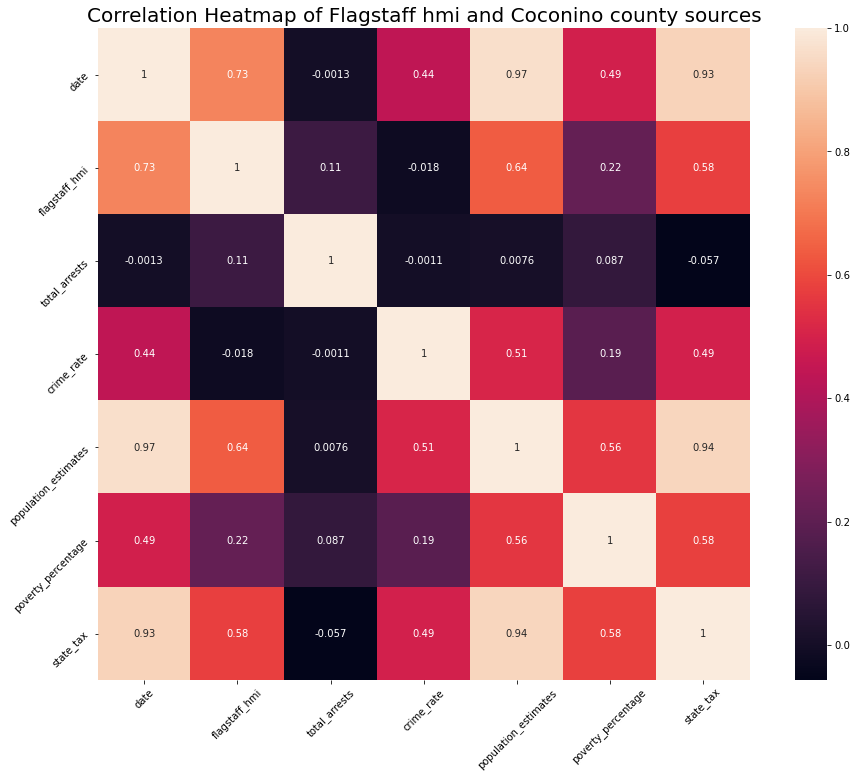 Correlation Heatmap of Flagstaff hmi and Coconino county sources
date 1 0.73 -0.0013 0.44 0.97 0.49 0.93
flagstaff_hmi 0.73 1 0.11 -0.018 0.64 0.22 0.58
total_arrests -0.0013 0.11 1 -0.0011 0.0076 0.087 -0.057
crime_rate 0.44 -0.018 -0.0011 1 0.51 0.19 0.49
population_estimates 0.97 0.64 0.0076 0.51 1 0.56 0.94
poverty_percentage 0.49 0.22 0.087 0.19 0.56 1 0.58
state_tax 0.93 0.58 -0.057 0.49 0.94 0.58 1
date flagstaff_hmi total_arrests crime_rate population_estimates poverty_percentage state_tax
1.0
0.8
0.6
0.4
0.2
0.0